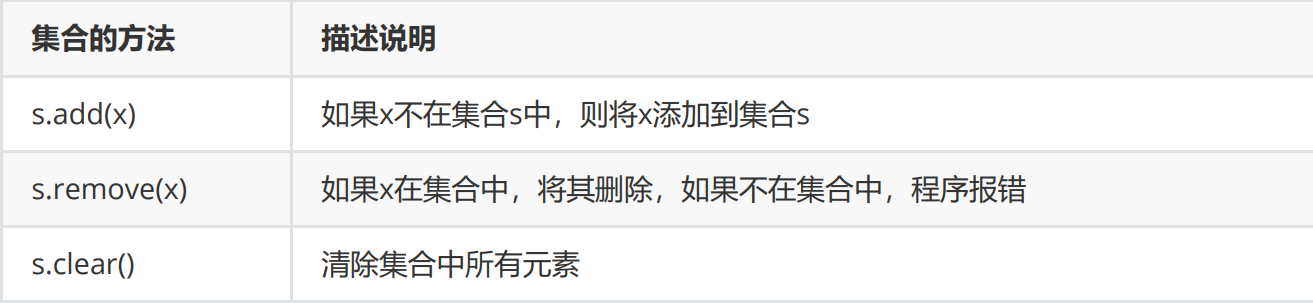 集合的方法 描述说明
s.add(x) 如果x不在集合s中，则将x添加到集合s
s.remove(x) 如果x在集合中，将其删除，如果不在集合中，程序报错
s.clear() 清除集合中所有元素